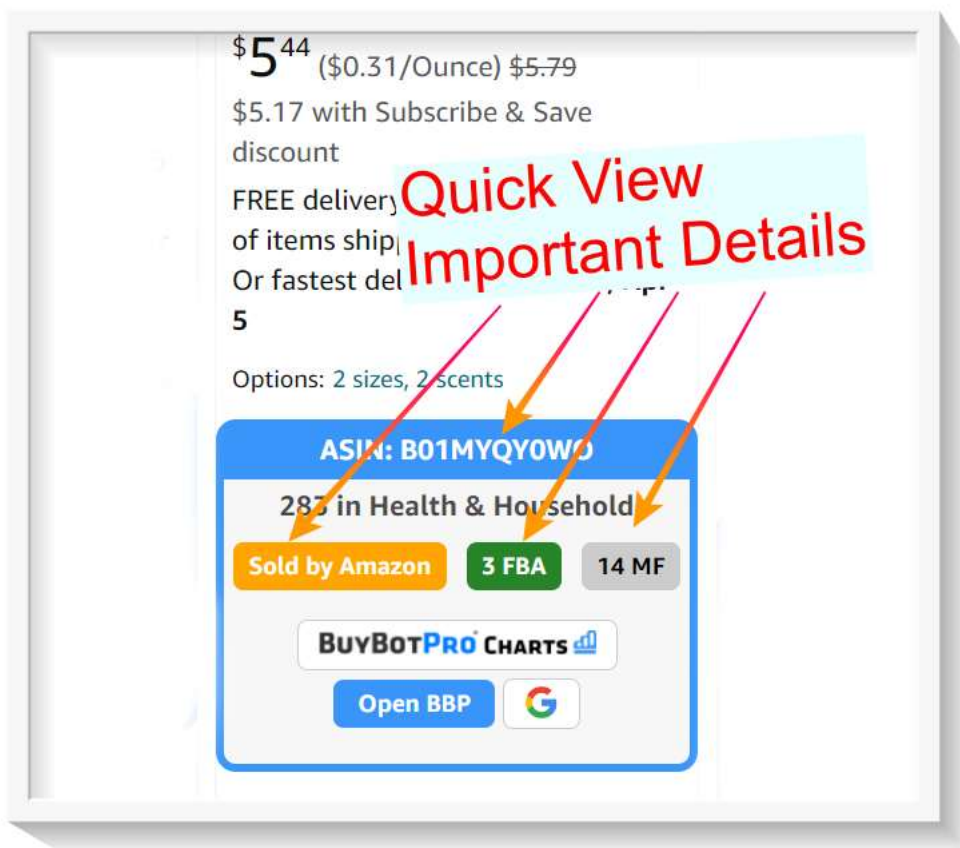 $5 44 ($0.31/Ounce) $5.79
$5.17 with Subscribe & Save
discount
FREE delivery
of items
Or fastest
5
Quick View
Important Details
Options: 2 sizes, 2 scents
ASIN: B01MYQY0WO
283 in Health & Household
Sold by Amazon
3 FBA
14 MF
BUYBOTPRO CHARTS
Open BBP
G